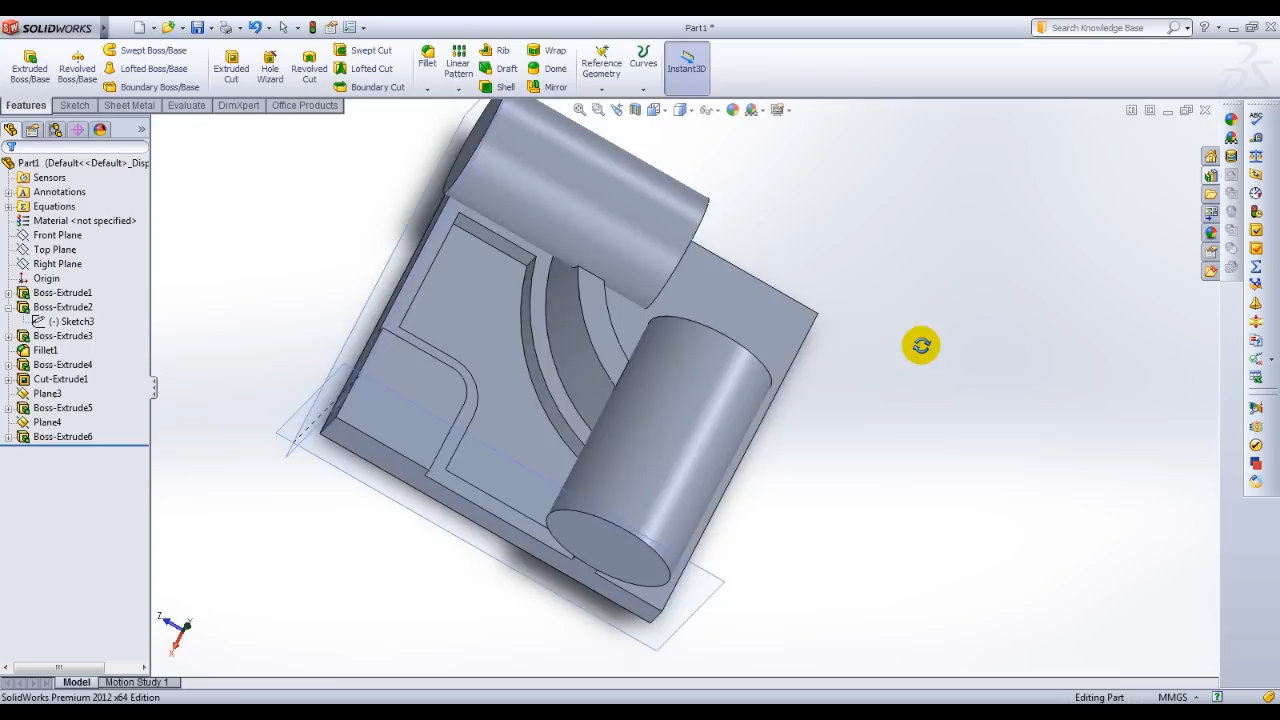 SOLIDWORKS
Part1 *
Search Knowledge Base
Extruded Boss/Base
Revolved Boss/Base
Swept Boss/Base
Lofted Boss/Base
Boundary Boss/Base
Extruded Cut
Hole Wizard
Revolved Cut
Swept Cut
Lofted Cut
Boundary Cut
Fillet
Linear Pattern
Rib
Draft
Shell
Wrap
Dome
Mirror
Reference Geometry
Curves
Instant3D
Features
Sketch
Sheet Metal
Evaluate
DimXpert
Office Products
Part1 (Default<<Default>_Disp
Sensors
Annotations
Equations
Material <not specified>
Front Plane
Top Plane
Right Plane
Origin
Boss-Extrude1
Boss-Extrude2
(-) Sketch3
Boss-Extrude3
Fillet1
Boss-Extrude4
Cut-Extrude1
Plane3
Boss-Extrude5
Plane4
Boss-Extrude6
Z
Y
X
Model
Motion Study 1
SolidWorks Premium 2012 x64 Edition
Editing Part
MMGS